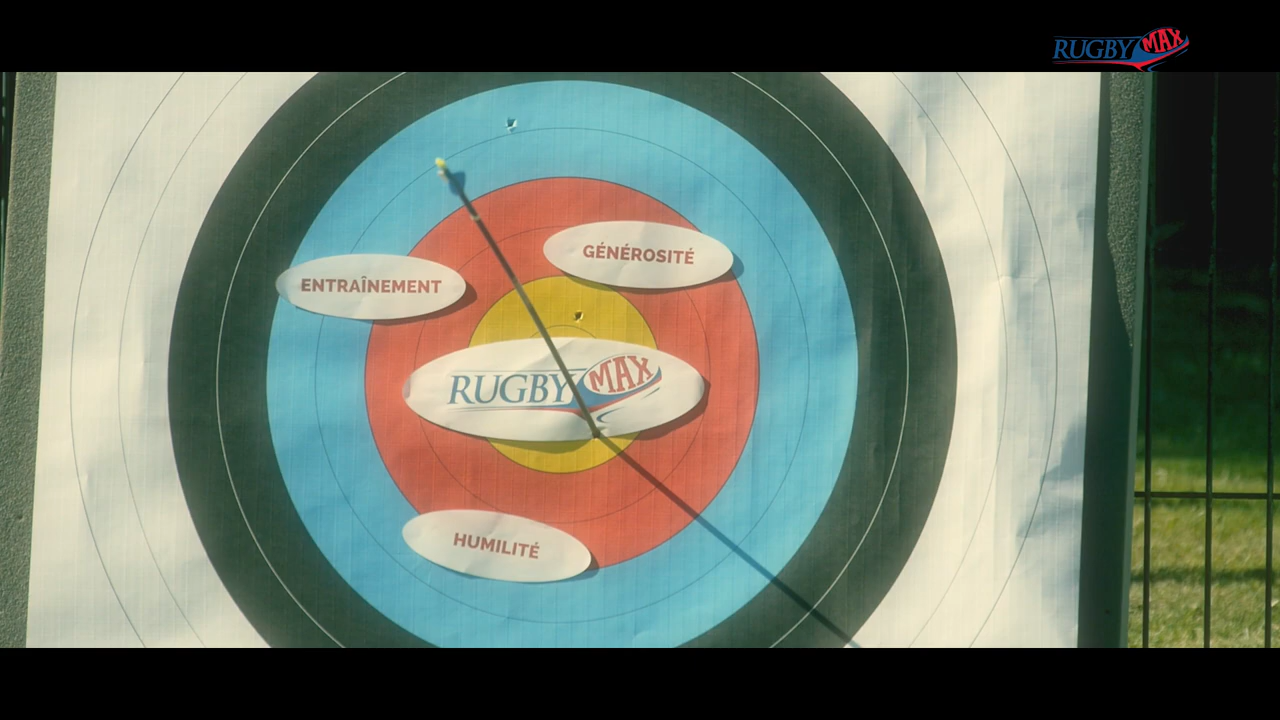 RUGBY MAX
GÉNÉROSITÉ
ENTRAÎNEMENT
RUGBY MAX
HUMILITÉ